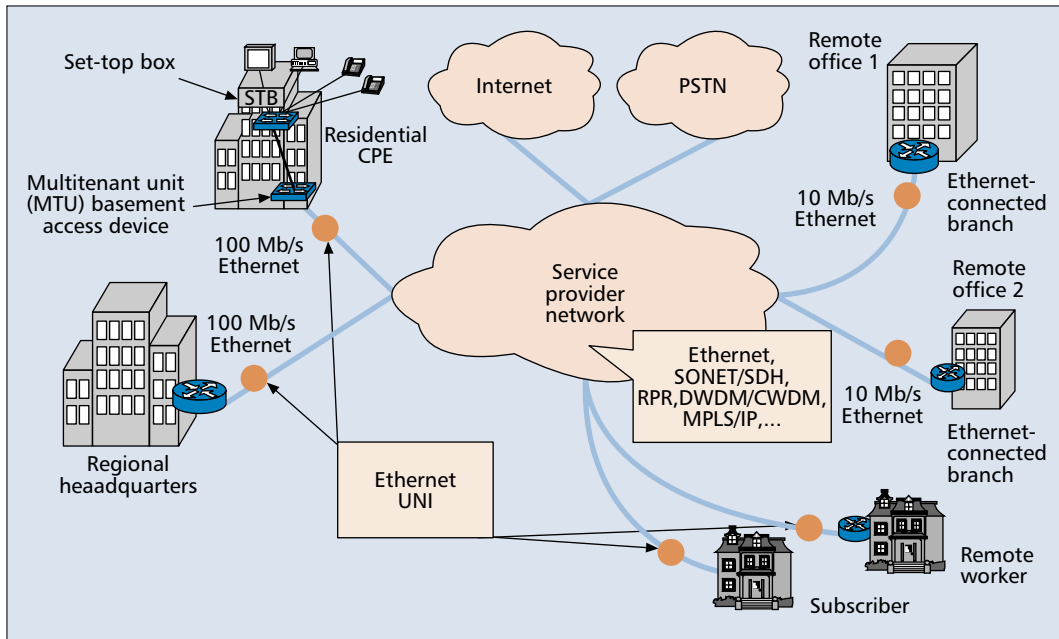 Set-top box
STB
Residential
CPE
Multitenant unit
(MTU) basement
access device
100 Mb/s
Ethernet
Internet
PSTN
Remote
office 1
10 Mb/s
Ethernet
Ethernet-
connected
branch
Service
provider
network
Remote
office 2
100 Mb/s
Ethernet
Ethernet,
SONET/SDH,
RPR,DWDM/CWDM,
MPLS/IP,...
10 Mb/s
Ethernet
Ethernet-
connected
branch
Regional
heaadquarters
Ethernet
UNI
Remote
worker
Subscriber